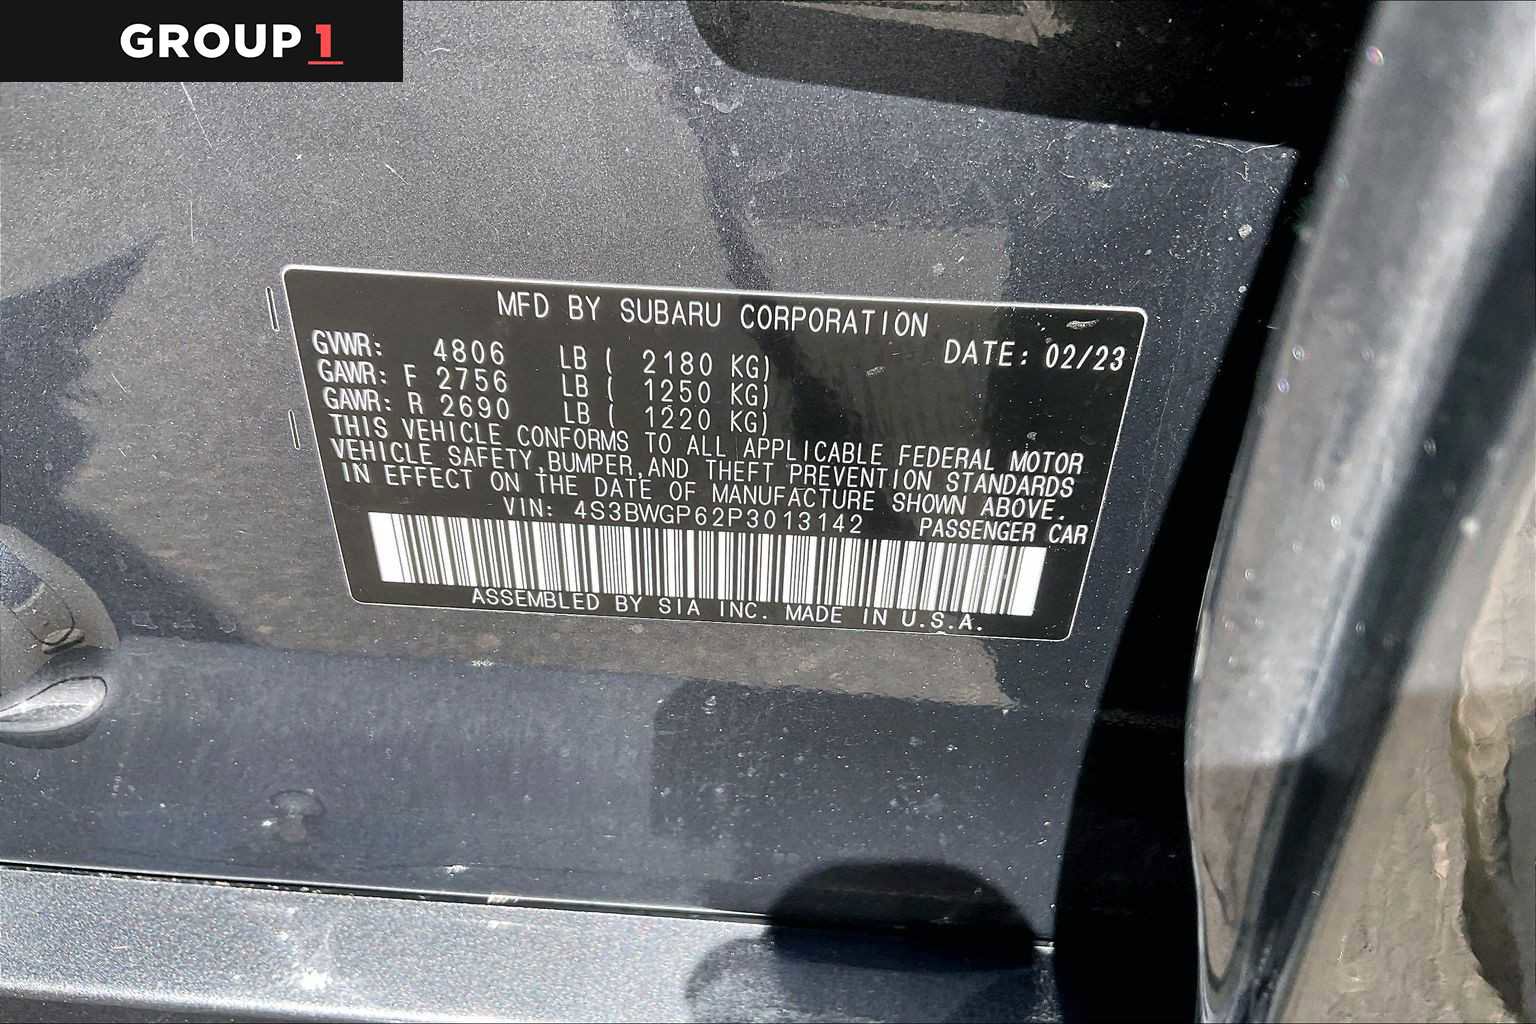 GROUP 1
MFD BY SUBARU CORPORATION
GVWR: 4806 LB ( 2180 KG) DATE: 02/23
GAWR: F 2756 LB ( 1250 KG)
GAWR: R 2690 LB ( 1220 KG)
THIS VEHICLE CONFORMS TO ALL APPLICABLE FEDERAL MOTOR
VEHICLE SAFETY,BUMPER,AND THEFT PREVENTION STANDARDS
IN EFFECT ON THE DATE OF MANUFACTURE SHOWN ABOVE.
VIN: 4S3BWGP62P3013142 PASSENGER CAR
ASSEMBLED BY SIA INC. MADE IN U.S.A.